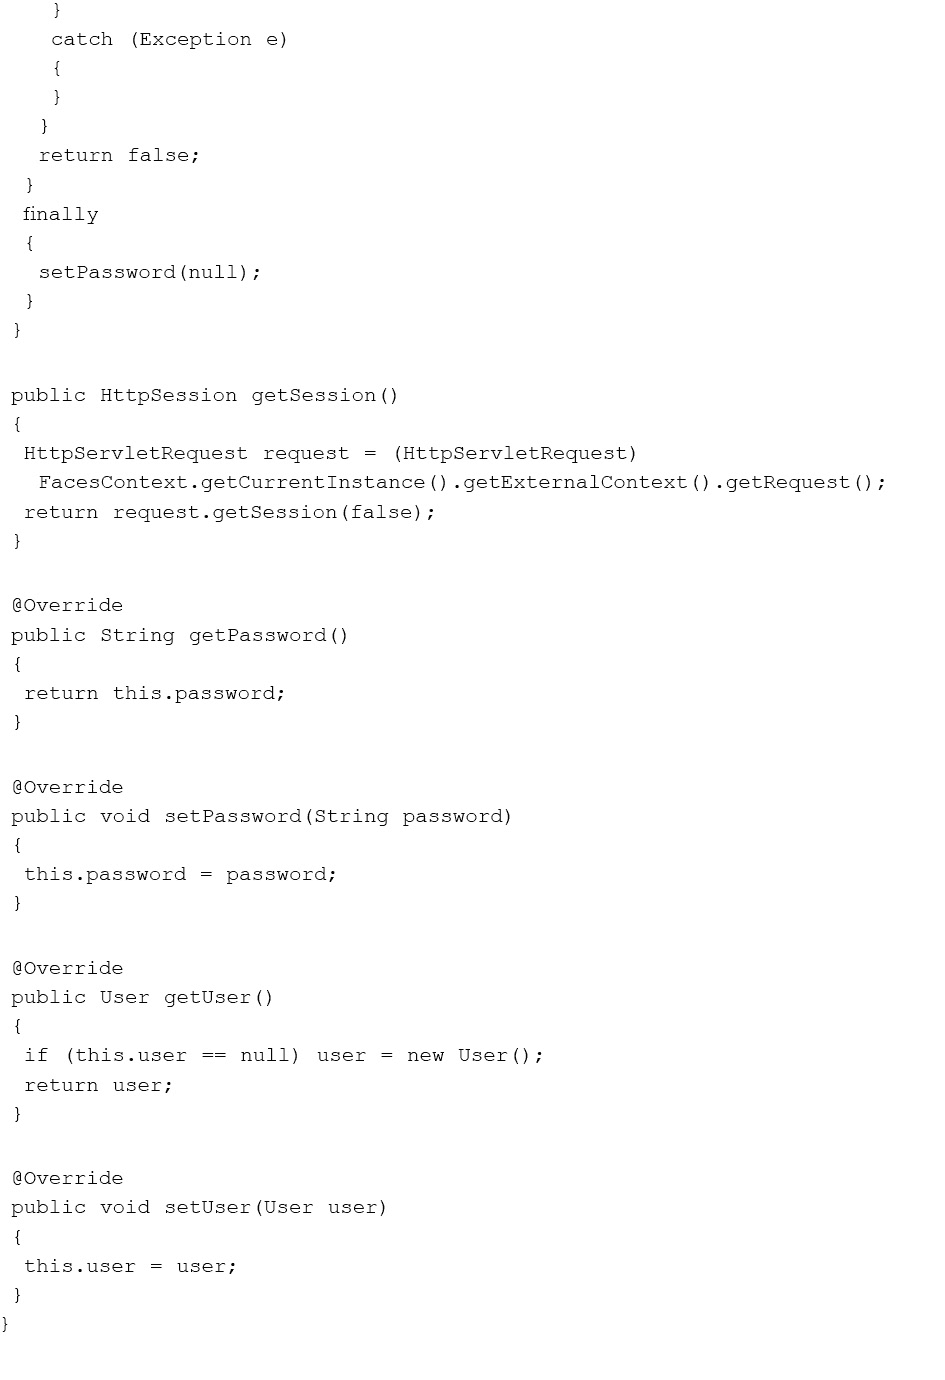 }
catch (Exception e)
{
}
}
return false;
}
finally
{
setPassword(null);
}
}
public HttpSession getSession()
{
HttpServletRequest request = (HttpServletRequest)
FacesContext.getCurrentInstance().getExternalContext().getRequest();
return request.getSession(false);
}
@Override
public String getPassword()
{
return this.password;
}
@Override
public void setPassword(String password)
{
this.password = password;
}
@Override
public User getUser()
{
if (this.user == null) user = new User();
return user;
}
@Override
public void setUser(User user)
{
this.user = user;
}
}